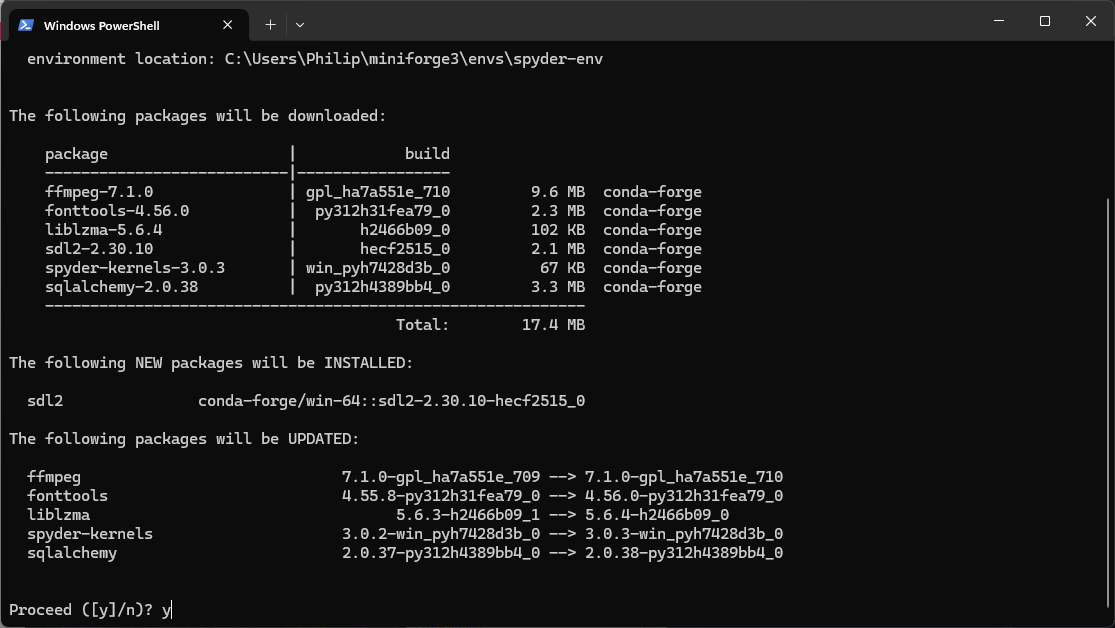 Windows PowerShell
environment location: C:\Users\Philip\miniforge3\envs\spyder-env
The following packages will be downloaded:
package | build
---------------------------|-----------------
ffmpeg-7.1.0 | gpl_ha7a551e_710 9.6 MB conda-forge
fonttools-4.56.0 | py312h31fea79_0 2.3 MB conda-forge
liblzma-5.6.4 | h2466b09_0 102 KB conda-forge
sdl2-2.30.10 | hecf2515_0 2.1 MB conda-forge
spyder-kernels-3.0.3 | win_pyh7428d3b_0 67 KB conda-forge
sqlalchemy-2.0.38 | py312h4389bb4_0 3.3 MB conda-forge
------------------------------------------------------------
Total: 17.4 MB
The following NEW packages will be INSTALLED:
sdl2 conda-forge/win-64::sdl2-2.30.10-hecf2515_0
The following packages will be UPDATED:
ffmpeg 7.1.0-gpl_ha7a551e_709 --> 7.1.0-gpl_ha7a551e_710
fonttools 4.55.8-py312h31fea79_0 --> 4.56.0-py312h31fea79_0
liblzma 5.6.3-h2466b09_1 --> 5.6.4-h2466b09_0
spyder-kernels 3.0.2-win_pyh7428d3b_0 --> 3.0.3-win_pyh7428d3b_0
sqlalchemy 2.0.37-py312h4389bb4_0 --> 2.0.38-py312h4389bb4_0
Proceed ([y]/n)? y